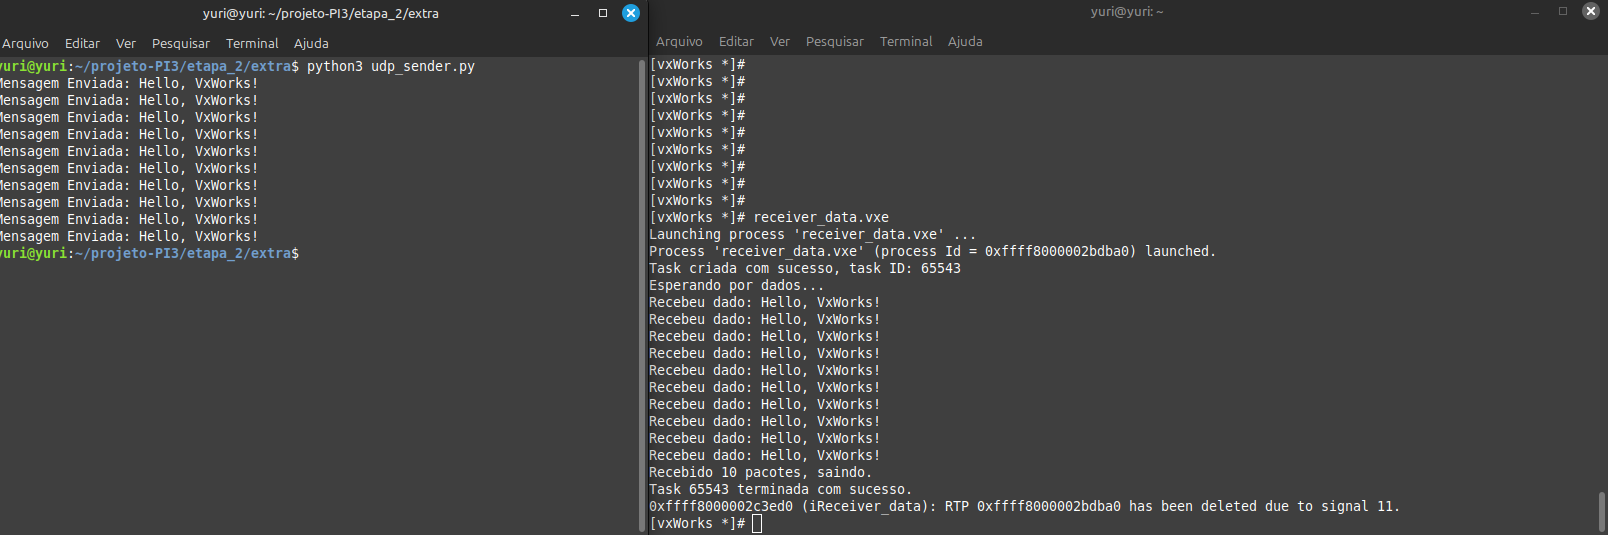 yuri@yuri: ~/projeto-PI3/etapa_2/extra
Arquivo Editar Ver Pesquisar Terminal Ajuda
yuri@yuri:~/projeto-PI3/etapa_2/extra$ python3 udp_sender.py
Mensagem Enviada: Hello, VxWorks!
Mensagem Enviada: Hello, VxWorks!
Mensagem Enviada: Hello, VxWorks!
Mensagem Enviada: Hello, VxWorks!
Mensagem Enviada: Hello, VxWorks!
Mensagem Enviada: Hello, VxWorks!
Mensagem Enviada: Hello, VxWorks!
Mensagem Enviada: Hello, VxWorks!
Mensagem Enviada: Hello, VxWorks!
Mensagem Enviada: Hello, VxWorks!
yuri@yuri:~/projeto-PI3/etapa_2/extra$
yuri@yuri: ~
Arquivo Editar Ver Pesquisar Terminal Ajuda
[vxWorks *]#
[vxWorks *]#
[vxWorks *]#
[vxWorks *]#
[vxWorks *]#
[vxWorks *]#
[vxWorks *]#
[vxWorks *]#
[vxWorks *]#
[vxWorks *]# receiver_data.vxe
Launching process 'receiver_data.vxe' ...
Process 'receiver_data.vxe' (process Id = 0xffff8000002bdba0) launched.
Task criada com sucesso, task ID: 65543
Esperando por dados...
Recebeu dado: Hello, VxWorks!
Recebeu dado: Hello, VxWorks!
Recebeu dado: Hello, VxWorks!
Recebeu dado: Hello, VxWorks!
Recebeu dado: Hello, VxWorks!
Recebeu dado: Hello, VxWorks!
Recebeu dado: Hello, VxWorks!
Recebeu dado: Hello, VxWorks!
Recebeu dado: Hello, VxWorks!
Recebeu dado: Hello, VxWorks!
Recebido 10 pacotes, saindo.
Task 65543 terminada com sucesso.
0xffff8000002c3ed0 (iReceiver_data): RTP 0xffff8000002bdba0 has been deleted due to signal 11.
[vxWorks *]#